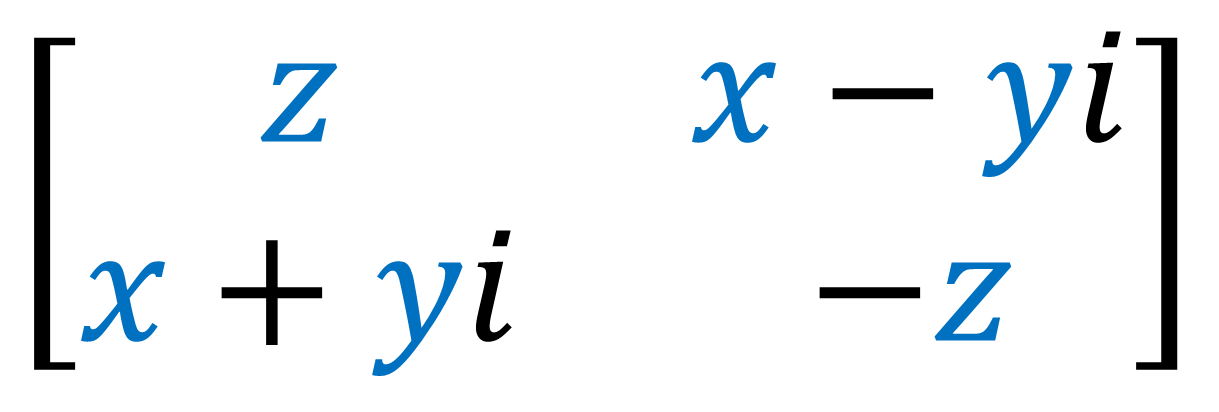 z x − yi
x + yi −z